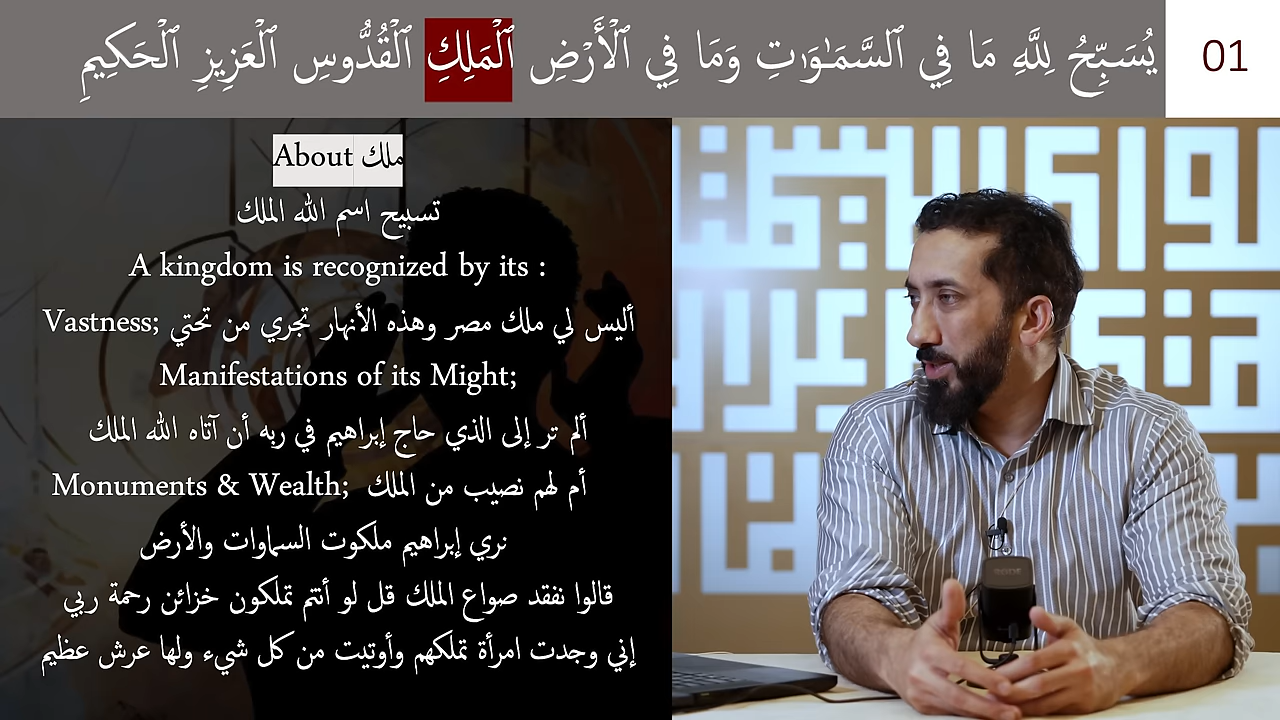 يُسَبِّحُ لِلَّهِ مَا فِي ٱلسَّمَـٰوَٰتِ وَمَا فِي ٱلْأَرْضِ ٱلْمَلِكِ ٱلْقُدُّوسِ ٱلْعَزِيزِ ٱلْحَكِيمِ
01
About ملك
تسبيح اسم الله الملك
A kingdom is recognized by its :
Vastness; أليس لي ملك مصر وهذه الأنهار تجري من تحتي
Manifestations of its Might;
ألم تر إلى الذي حاج إبراهيم في ربه أن آتاه الله الملك
Monuments & Wealth; أم لهم نصيب من الملك
نري إبراهيم ملكوت السماوات والأرض
قالوا نفقد صواع الملك قل لو أنتم تملكون خزائن رحمة ربي
إني وجدت امرأة تملكهم وأوتيت من كل شيء ولها عرش عظيم
RODE